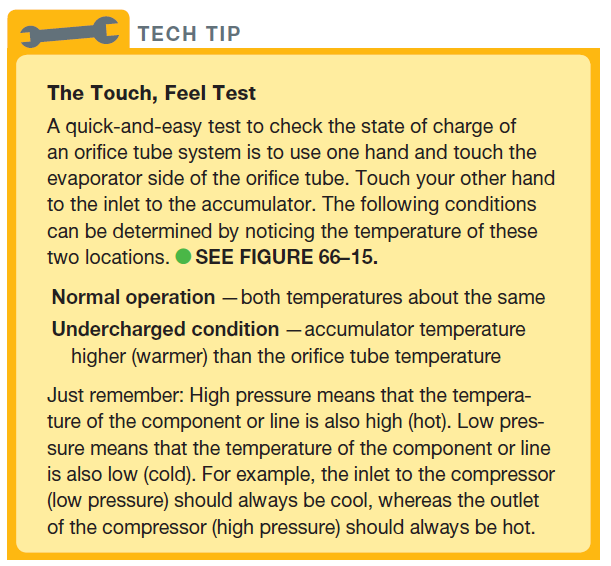 TECH TIP
The Touch, Feel Test
A quick-and-easy test to check the state of charge of
an orifice tube system is to use one hand and touch the
evaporator side of the orifice tube. Touch your other hand
to the inlet to the accumulator. The following conditions
can be determined by noticing the temperature of these
two locations. ● SEE FIGURE 66–15.
Normal operation —both temperatures about the same
Undercharged condition —accumulator temperature
higher (warmer) than the orifice tube temperature
Just remember: High pressure means that the tempera-
ture of the component or line is also high (hot). Low pres-
sure means that the temperature of the component or line
is also low (cold). For example, the inlet to the compressor
(low pressure) should always be cool, whereas the outlet
of the compressor (high pressure) should always be hot.